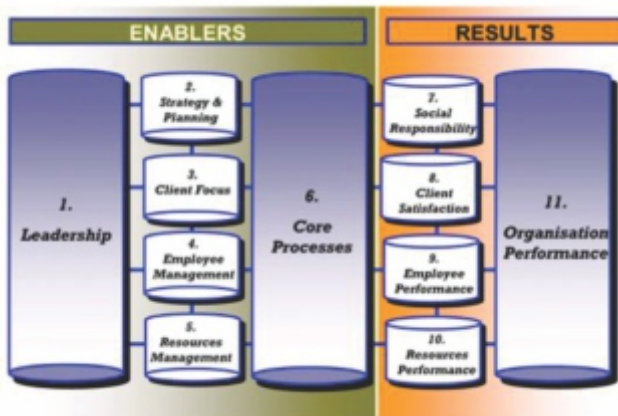 ENABLERS
RESULTS
1.
Leadership
2.
Strategy &
Planning
3.
Client Focus
4.
Employee
Management
5.
Resources
Management
6.
Core
Processes
7.
Social
Responsibility
8.
Client
Satisfaction
9.
Employee
Performance
10.
Resources
Performance
11.
Organisation
Performance